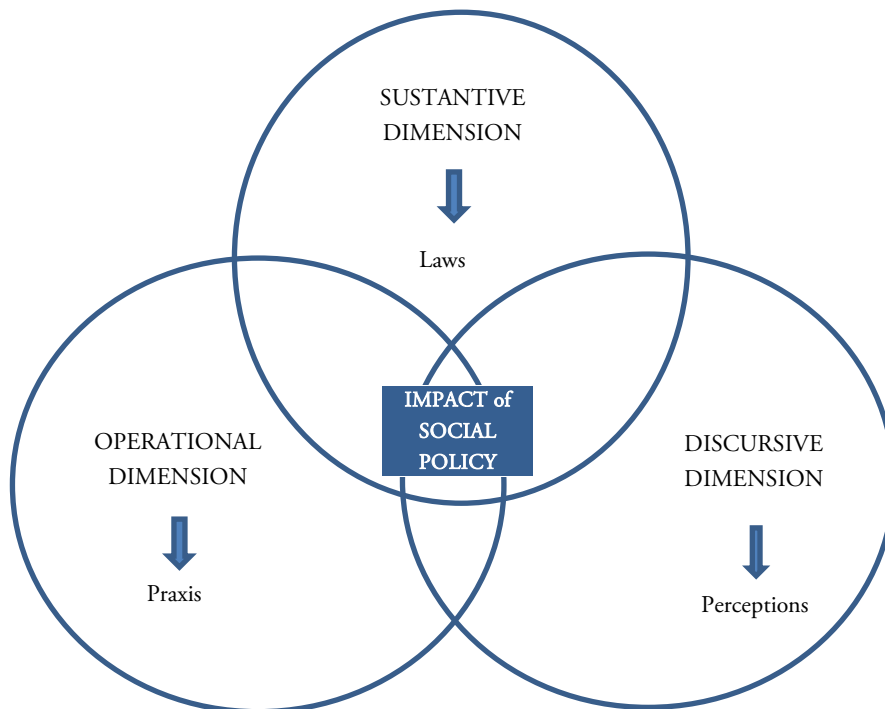 SUSTANTIVE
DIMENSION
Laws
IMPACT of
SOCIAL
POLICY
OPERATIONAL
DIMENSION
Praxis
DISCURSIVE
DIMENSION
Perceptions